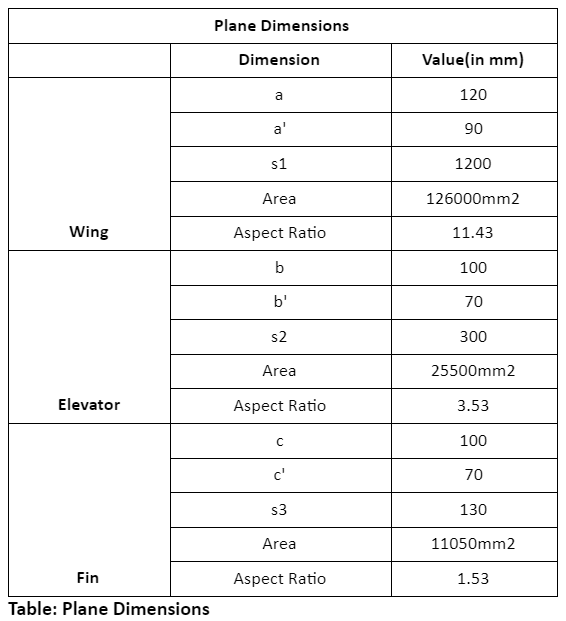 Plane Dimensions
Dimension Value(in mm)
a 120
a' 90
s1 1200
Area 126000mm2
Wing Aspect Ratio 11.43
b 100
b' 70
s2 300
Area 25500mm2
Elevator Aspect Ratio 3.53
c 100
c' 70
s3 130
Area 11050mm2
Fin Aspect Ratio 1.53
Table: Plane Dimensions